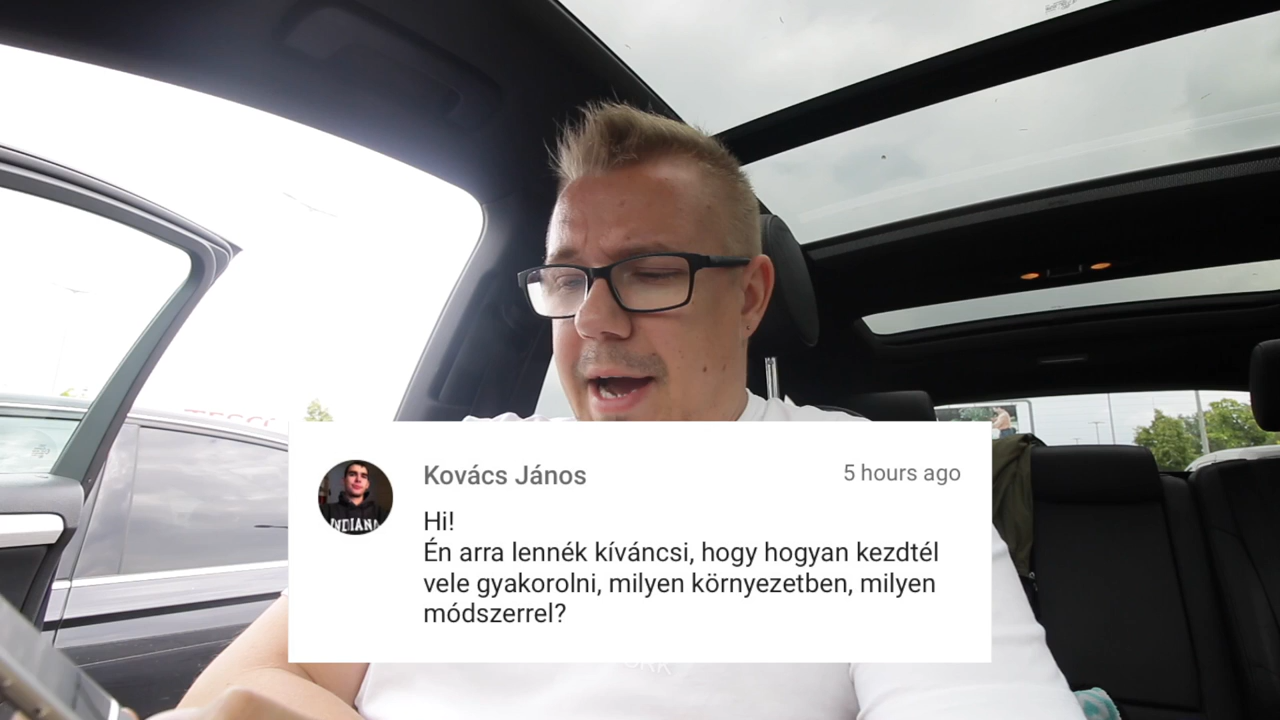 Kovács János
5 hours ago
Hi!
Én arra lennék kíváncsi, hogy hogyan kezdtél
vele gyakorolni, milyen környezetben, milyen
módszerrel?
INDIANA